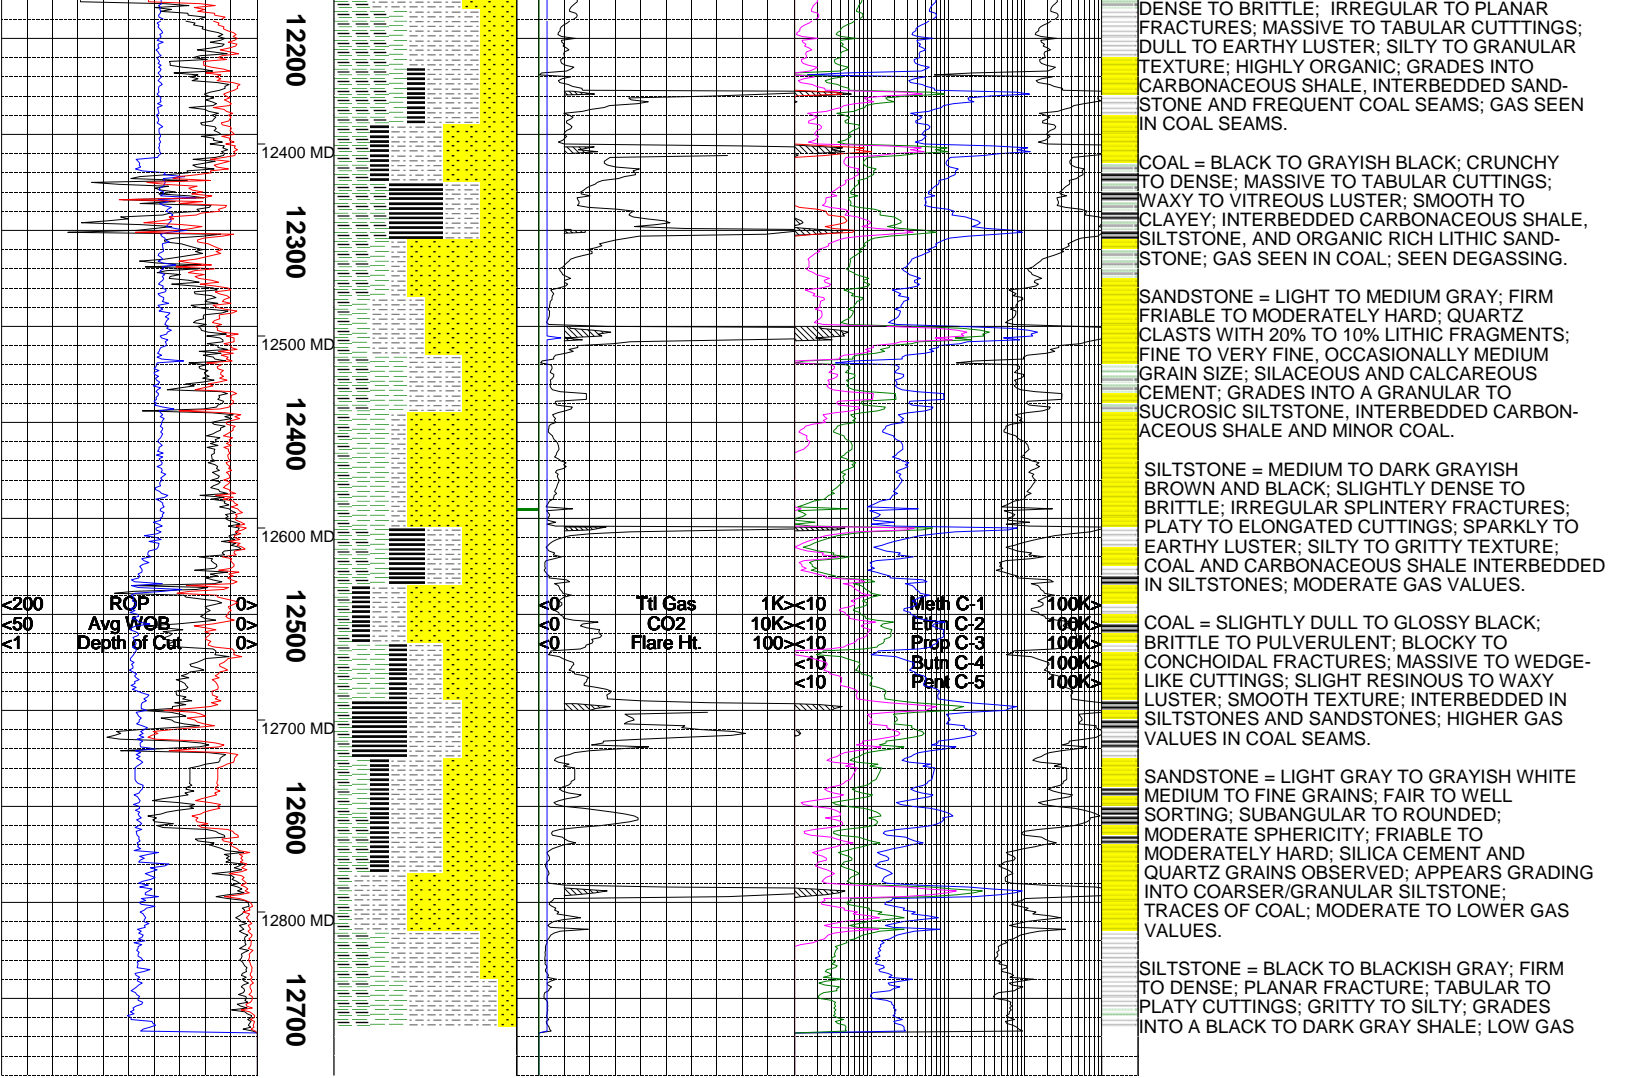 DENSE TO BRITTLE; IRREGULAR TO PLANAR
FRACTURES; MASSIVE TO TABULAR CUTTTINGS;
DULL TO EARTHY LUSTER; SILTY TO GRANULAR
TEXTURE; HIGHLY ORGANIC; GRADES INTO
CARBONACEOUS SHALE, INTERBEDDED SAND-
STONE AND FREQUENT COAL SEAMS; GAS SEEN
IN COAL SEAMS.
COAL = BLACK TO GRAYISH BLACK; CRUNCHY
TO DENSE; MASSIVE TO TABULAR CUTTINGS;
WAXY TO VITREOUS LUSTER; SMOOTH TO
CLAYEY; INTERBEDDED CARBONACEOUS SHALE,
SILTSTONE, AND ORGANIC RICH LITHIC SAND-
STONE; GAS SEEN IN COAL; SEEN DEGASSING.
SANDSTONE = LIGHT TO MEDIUM GRAY; FIRM
FRIABLE TO MODERATELY HARD; QUARTZ
CLASTS WITH 20% TO 10% LITHIC FRAGMENTS;
FINE TO VERY FINE, OCCASIONALLY MEDIUM
GRAIN SIZE; SILACEOUS AND CALCAREOUS
CEMENT; GRADES INTO A GRANULAR TO
SUCROSIC SILTSTONE, INTERBEDDED CARBON-
ACEOUS SHALE AND MINOR COAL.
SILTSTONE = MEDIUM TO DARK GRAYISH
BROWN AND BLACK; SLIGHTLY DENSE TO
BRITTLE; IRREGULAR SPLINTERY FRACTURES;
PLATY TO ELONGATED CUTTINGS; SPARKLY TO
EARTHY LUSTER; SILTY TO GRITTY TEXTURE;
COAL AND CARBONACEOUS SHALE INTERBEDDED
IN SILTSTONES; MODERATE GAS VALUES.
COAL = SLIGHTLY DULL TO GLOSSY BLACK;
BRITTLE TO PULVERULENT; BLOCKY TO
CONCHOIDAL FRACTURES; MASSIVE TO WEDGE-
LIKE CUTTINGS; SLIGHT RESINOUS TO WAXY
LUSTER; SMOOTH TEXTURE; INTERBEDDED IN
SILTSTONES AND SANDSTONES; HIGHER GAS
VALUES IN COAL SEAMS.
SANDSTONE = LIGHT GRAY TO GRAYISH WHITE
MEDIUM TO FINE GRAINS; FAIR TO WELL
SORTING; SUBANGULAR TO ROUNDED;
MODERATE SPHERICITY; FRIABLE TO
MODERATELY HARD; SILICA CEMENT AND
QUARTZ GRAINS OBSERVED; APPEARS GRADING
INTO COARSER/GRANULAR SILTSTONE;
TRACES OF COAL; MODERATE TO LOWER GAS
VALUES.
SILTSTONE = BLACK TO BLACKISH GRAY; FIRM
TO DENSE; PLANAR FRACTURE; TABULAR TO
PLATY CUTTINGS; GRITTY TO SILTY; GRADES
INTO A BLACK TO DARK GRAY SHALE; LOW GAS
12200
12400 MD
12300
12500 MD
12400
12600 MD
12500
12700 MD
12600
12800 MD
12700
<200 ROP 0>
<50 Avg WOB 0>
<1 Depth of Cut 0>
<0 Ttl Gas 1K>
<0 CO2 10K>
<0 Flare Ht. 100>
<10 Meth C-1 100K>
<10 Ethn C-2 100K>
<10 Prop C-3 100K>
<10 Butn C-4 100K>
<10 Pent C-5 100K>